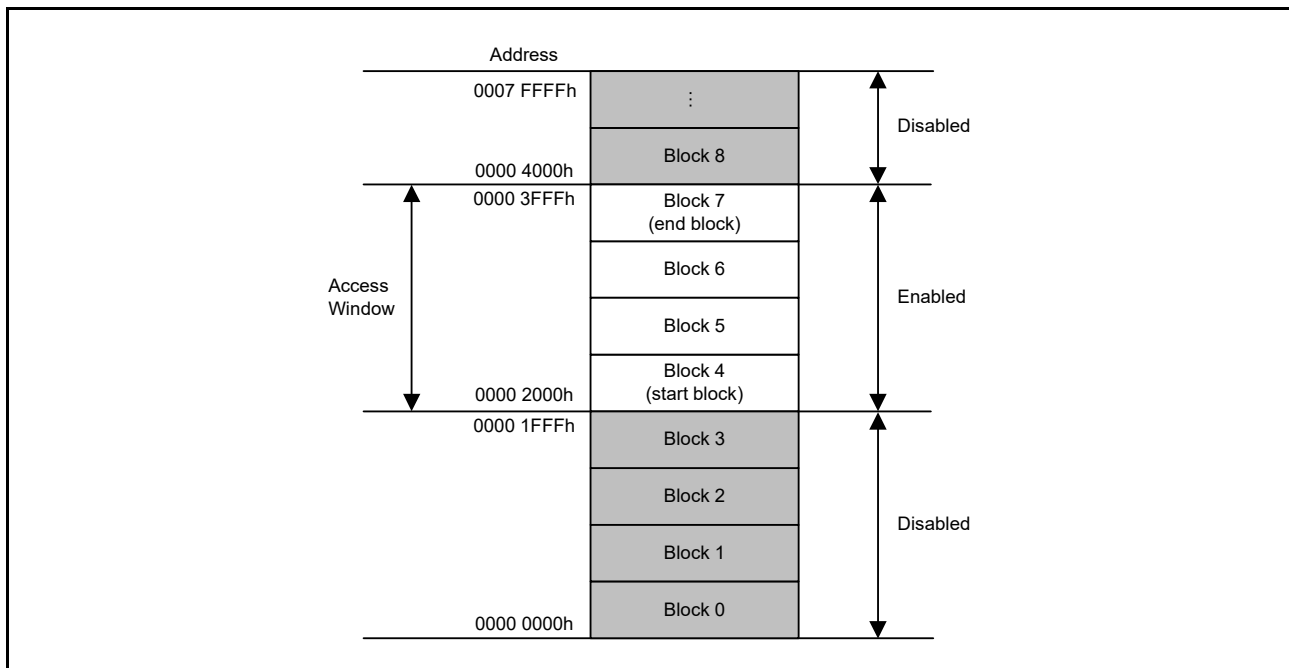 Address
0007 FFFFh
⋮
Disabled
Block 8
0000 4000h
0000 3FFFh
Block 7
(end block)
Block 6
Access
Window
Enabled
Block 5
Block 4
(start block)
0000 2000h
0000 1FFFh
Block 3
Block 2
Disabled
Block 1
Block 0
0000 0000h